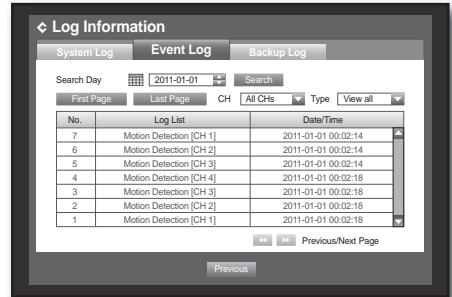 Log Information
System Log Event Log Backup Log
Search Day 2011-01-01 Search
First Page Last Page CH All CHs Type View all
No. Log List Date/Time
7 Motion Detection [CH 1] 2011-01-01 00:02:14
6 Motion Detection [CH 2] 2011-01-01 00:02:14
5 Motion Detection [CH 3] 2011-01-01 00:02:14
4 Motion Detection [CH 4] 2011-01-01 00:02:18
3 Motion Detection [CH 3] 2011-01-01 00:02:18
2 Motion Detection [CH 2] 2011-01-01 00:02:18
1 Motion Detection [CH 1] 2011-01-01 00:02:18
Previous/Next Page
Previous